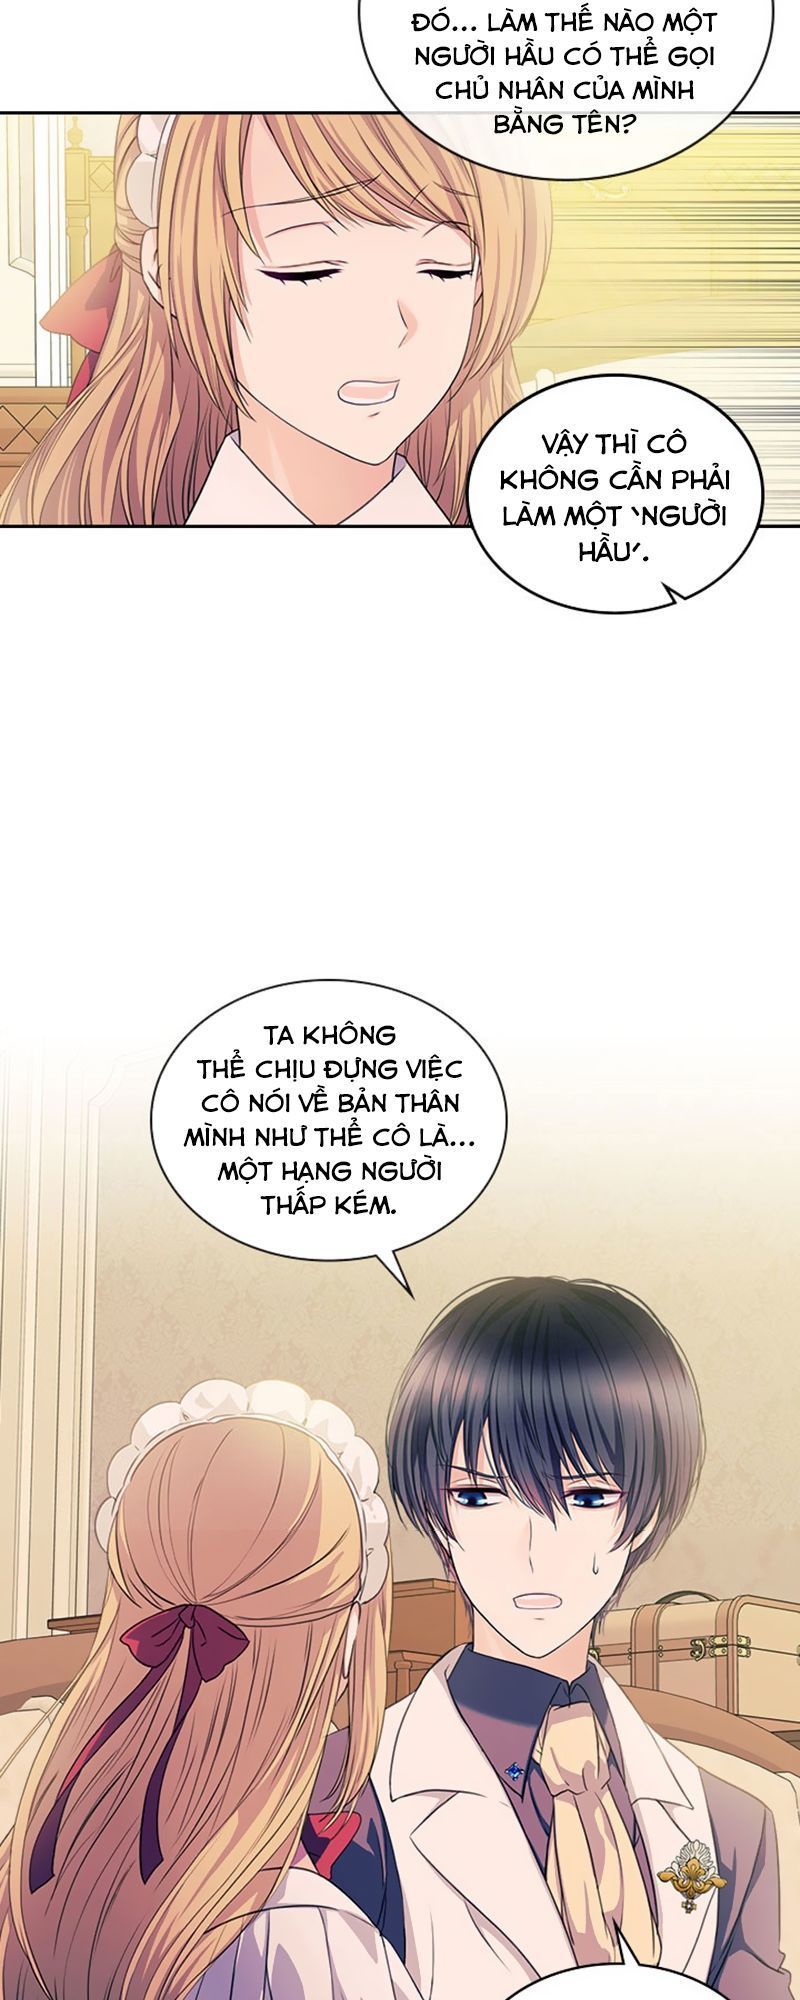 ĐÓ... LÀM THẾ NÀO MỘT
NGƯỜI HẦU CÓ THỂ GỌI
CHỦ NHÂN CỦA MÌNH
BẰNG TÊN?
VẬY THÌ CÔ
KHÔNG CẦN PHẢI
LÀM MỘT 'NGƯỜI
HẦU'.
TA KHÔNG
THỂ CHỊU ĐỰNG VIỆC
CÔ NÓI VỀ BẢN THÂN
MÌNH NHƯ THỂ CÔ LÀ...
MỘT HẠNG NGƯỜI
THẤP KÉM.